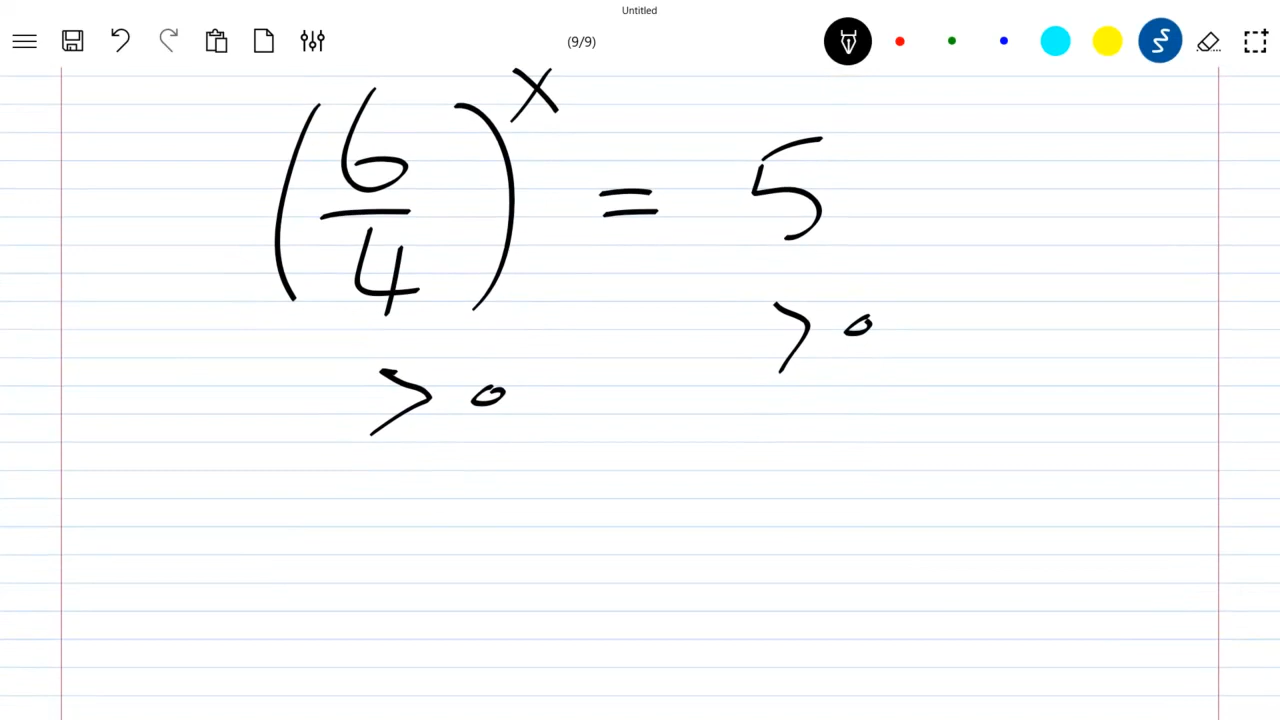 Untitled
(9/9)
(6/4)^x = 5
> 0
> 0